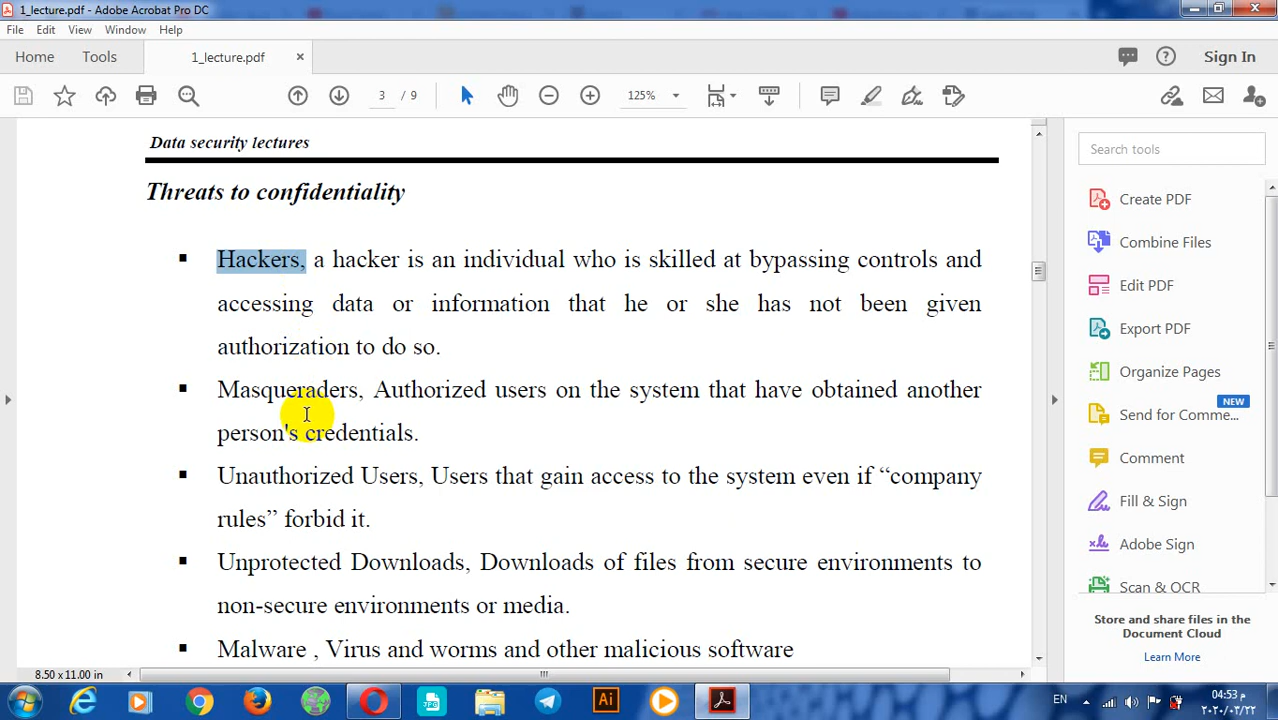 1_lecture.pdf - Adobe Acrobat Pro DC
File Edit View Window Help
Home Tools 1_lecture.pdf × Sign In
3 / 9 125%
Data security lectures
Threats to confidentiality
▪ Hackers, a hacker is an individual who is skilled at bypassing controls and
accessing data or information that he or she has not been given
authorization to do so.
▪ Masqueraders, Authorized users on the system that have obtained another
person's credentials.
▪ Unauthorized Users, Users that gain access to the system even if “company
rules” forbid it.
▪ Unprotected Downloads, Downloads of files from secure environments to
non-secure environments or media.
▪ Malware , Virus and worms and other malicious software
8.50 x 11.00 in
Search tools
Create PDF
Combine Files
Edit PDF
Export PDF
Organize Pages
NEW
Send for Comme...
Comment
Fill & Sign
Adobe Sign
Scan & OCR
Store and share files in the
Document Cloud
Learn More
JPG
Ai
EN
04:53 م
٢٠٢٠/٠٣/٢٢